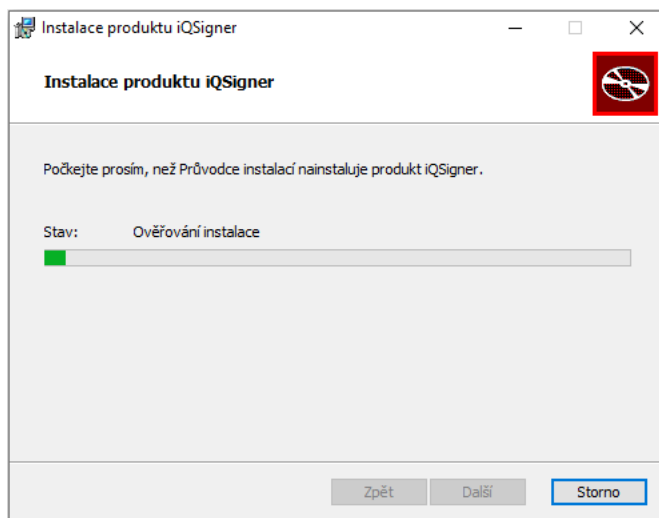 Instalace produktu iQSigner
Instalace produktu iQSigner
Počkejte prosím, než Průvodce instalací nainstaluje produkt iQSigner.
Stav: Ověřování instalace
Zpět Další Storno